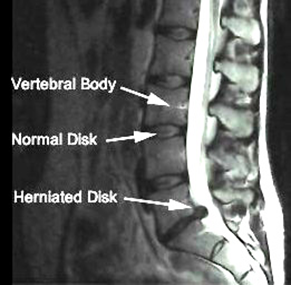 Vertebral Body
Normal Disk
Herniated Disk